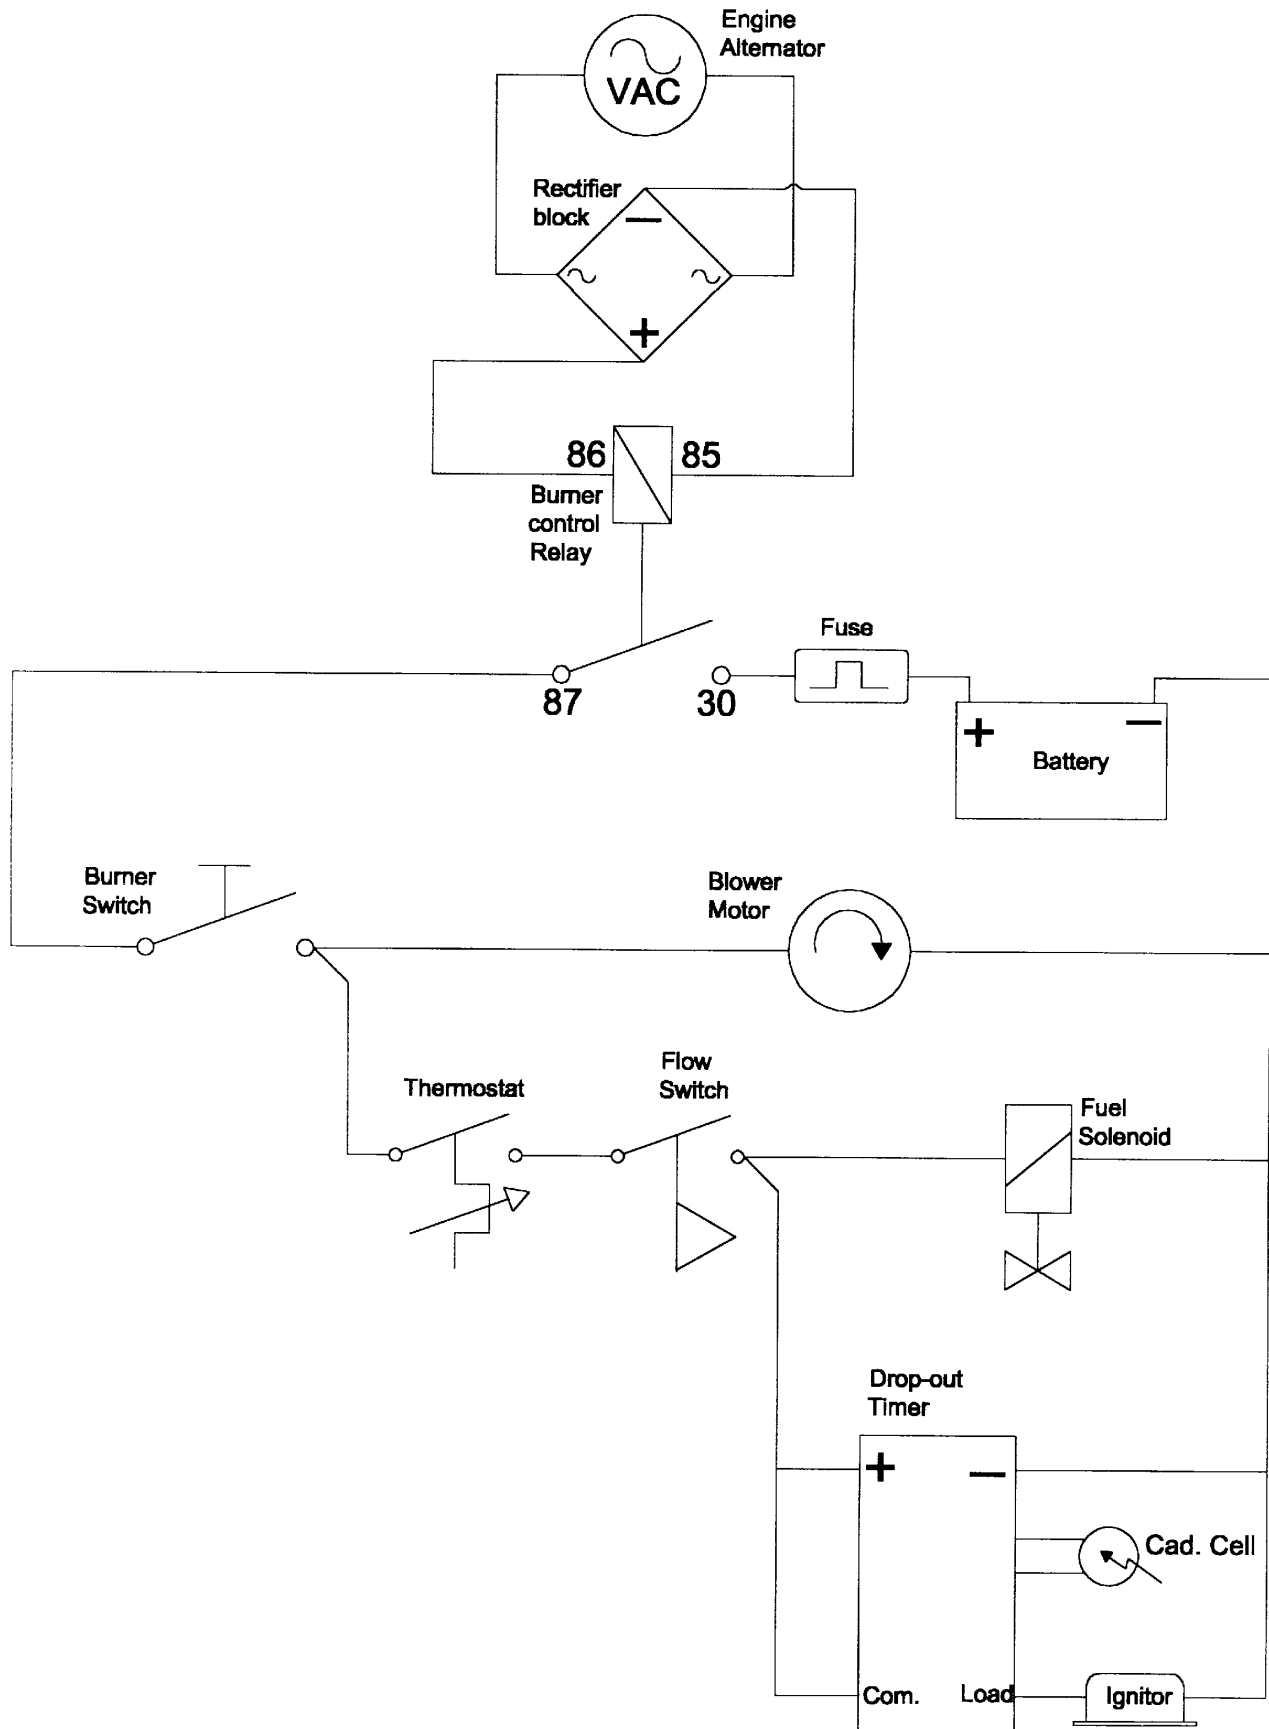 Engine
Alternator
VAC
Rectifier
block
−
+
86
85
Burner
control
Relay
Fuse
87
30
+
−
Battery
Burner
Switch
Blower
Motor
Flow
Switch
Thermostat
Fuel
Solenoid
Drop-out
Timer
+
−
Cad. Cell
Com.
Load
Ignitor